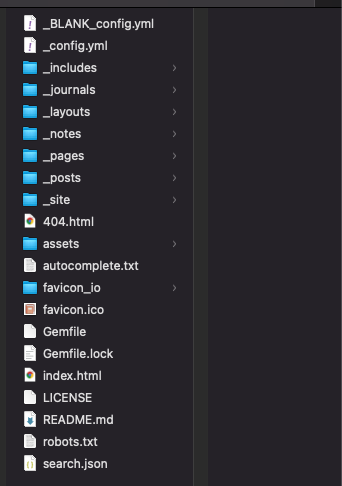 _BLANK_config.yml
_config.yml
_includes
_journals
_layouts
_notes
_pages
_posts
_site
404.html
assets
autocomplete.txt
favicon_io
favicon.ico
Gemfile
Gemfile.lock
index.html
LICENSE
README.md
robots.txt
search.json